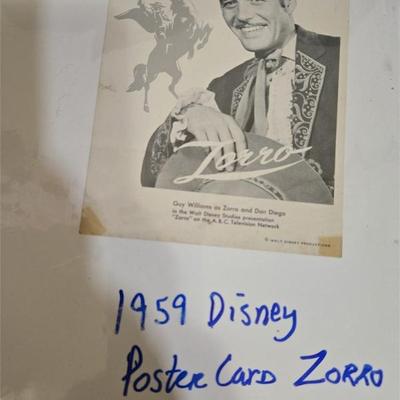 Zorro
Guy Williams as Zorro and Don Diego
in the Walt Disney Studios presentation
"Zorro" on the A.B.C. Television Network
© WALT DISNEY PRODUCTIONS
1959 Disney
Poster Card Zorro